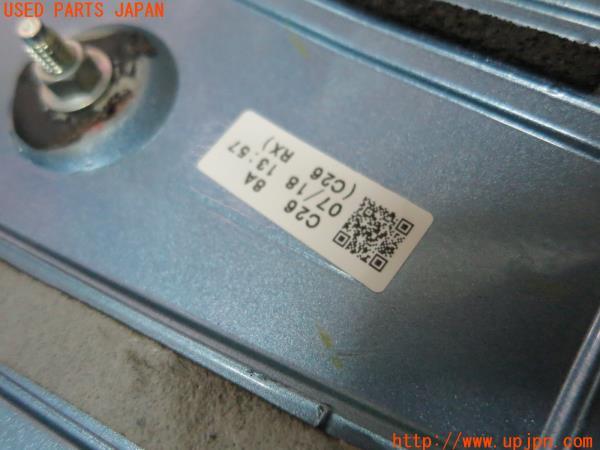 USED PARTS JAPAN
C26 8A
07/18 13:57
(C26 RX)
http://www.upjpn.com